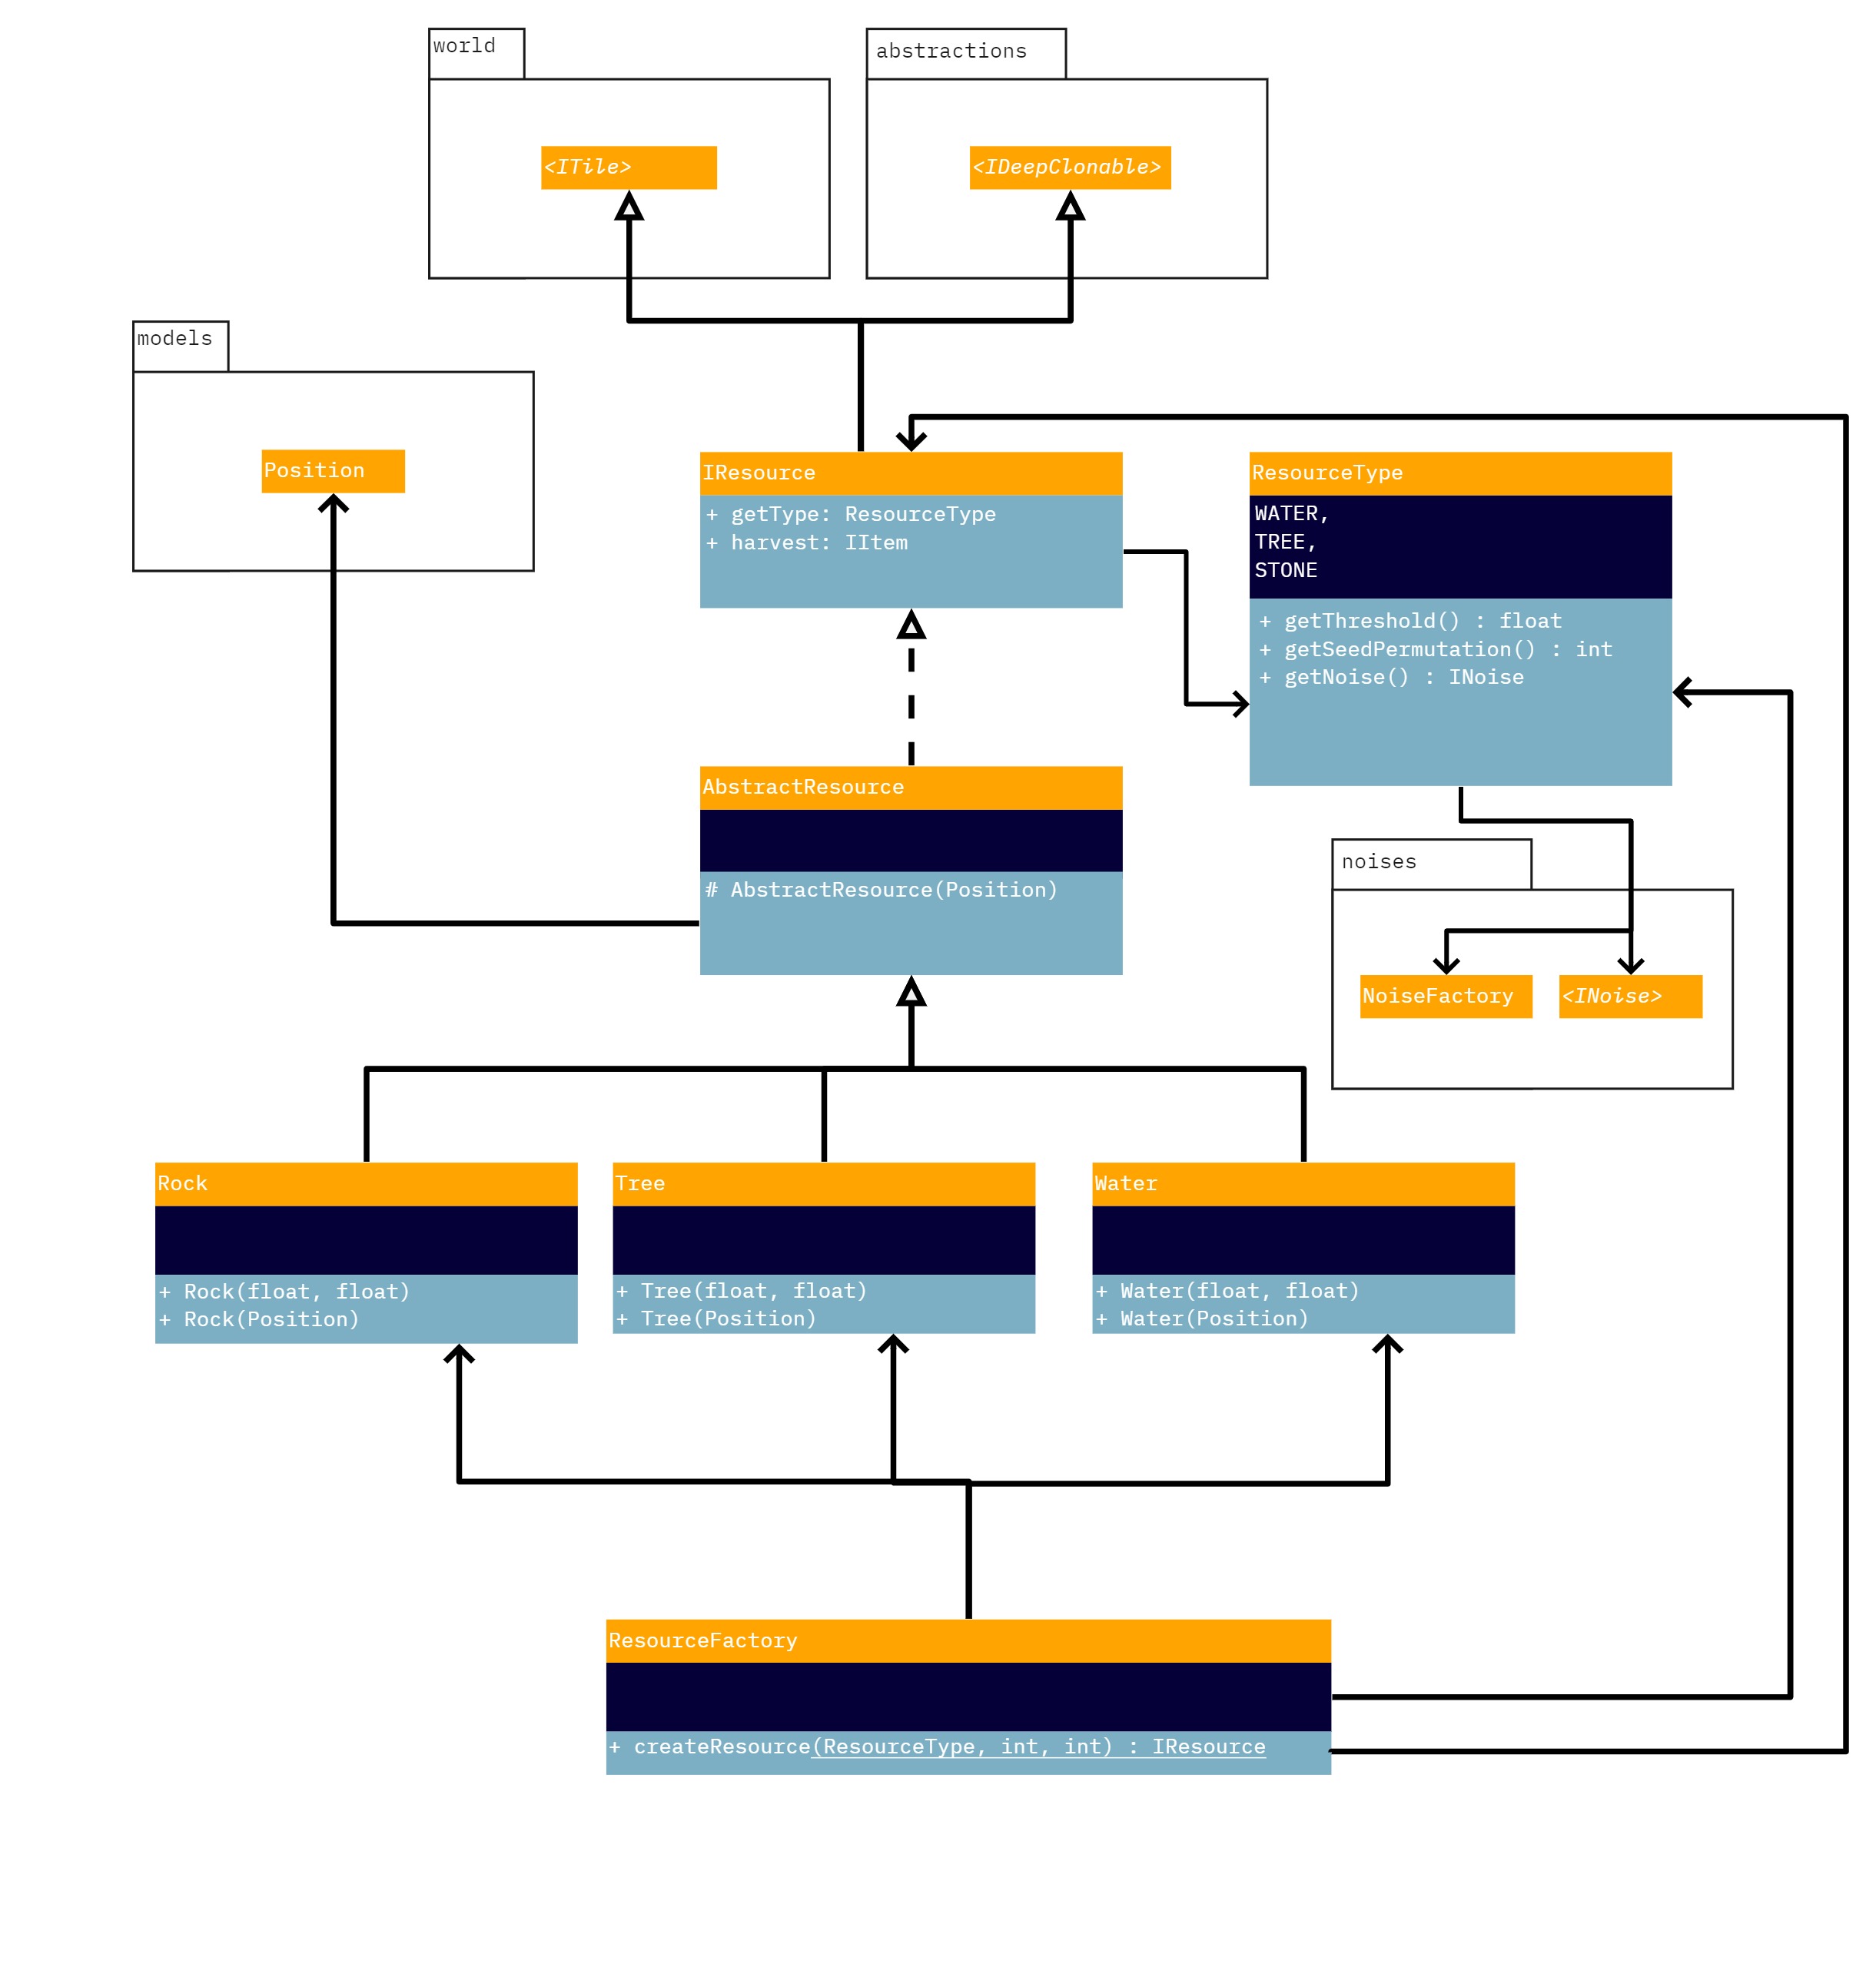 world
abstractions
<ITile>
<IDeepClonable>
models
Position
IResource
+ getType: ResourceType
+ harvest: IItem
ResourceType
WATER,
TREE,
STONE
+ getThreshold() : float
+ getSeedPermutation() : int
+ getNoise() : INoise
AbstractResource
# AbstractResource(Position)
noises
NoiseFactory
<INoise>
Rock
+ Rock(float, float)
+ Rock(Position)
Tree
+ Tree(float, float)
+ Tree(Position)
Water
+ Water(float, float)
+ Water(Position)
ResourceFactory
+ createResource(ResourceType, int, int) : IResource